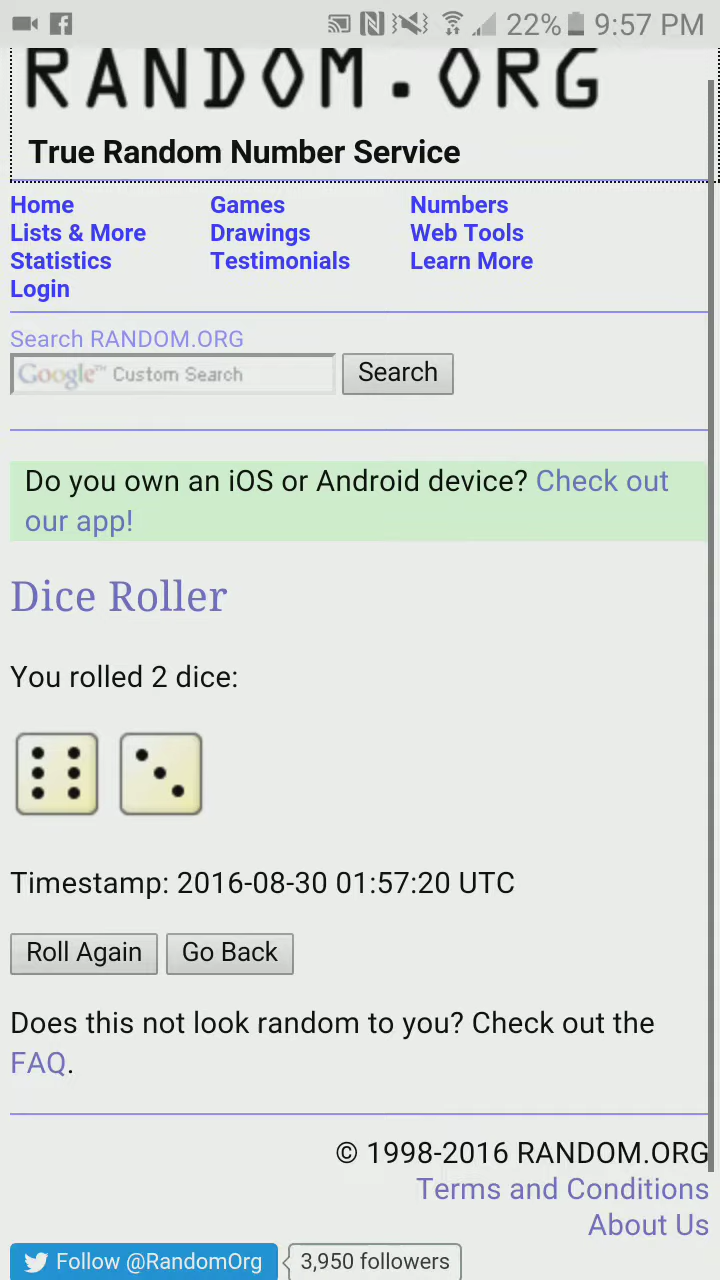 22% 9:57 PM
RANDOM.ORG
True Random Number Service
Home Games Numbers
Lists & More Drawings Web Tools
Statistics Testimonials Learn More
Login
Search RANDOM.ORG
Google™ Custom Search Search
Do you own an iOS or Android device? Check out
our app!
Dice Roller
You rolled 2 dice:
Timestamp: 2016-08-30 01:57:20 UTC
Roll Again Go Back
Does this not look random to you? Check out the
FAQ.
© 1998-2016 RANDOM.ORG
Terms and Conditions
About Us
Follow @RandomOrg 3,950 followers